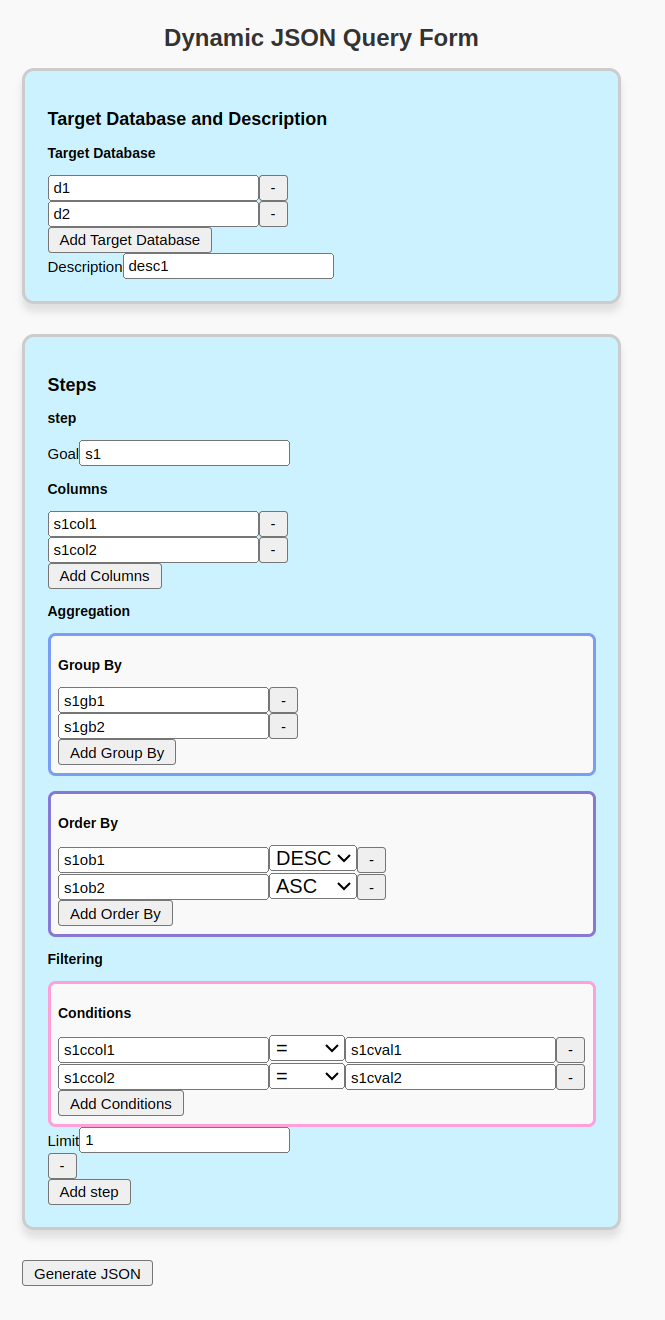 Dynamic JSON Query Form
Target Database and Description
Target Database
d1 -
d2 -
Add Target Database
Description desc1
Steps
step
Goal s1
Columns
s1col1 -
s1col2 -
Add Columns
Aggregation
Group By
s1gb1 -
s1gb2 -
Add Group By
Order By
s1ob1 DESC -
s1ob2 ASC -
Add Order By
Filtering
Conditions
s1ccol1 = s1cval1 -
s1ccol2 = s1cval2 -
Add Conditions
Limit 1
-
Add step
Generate JSON